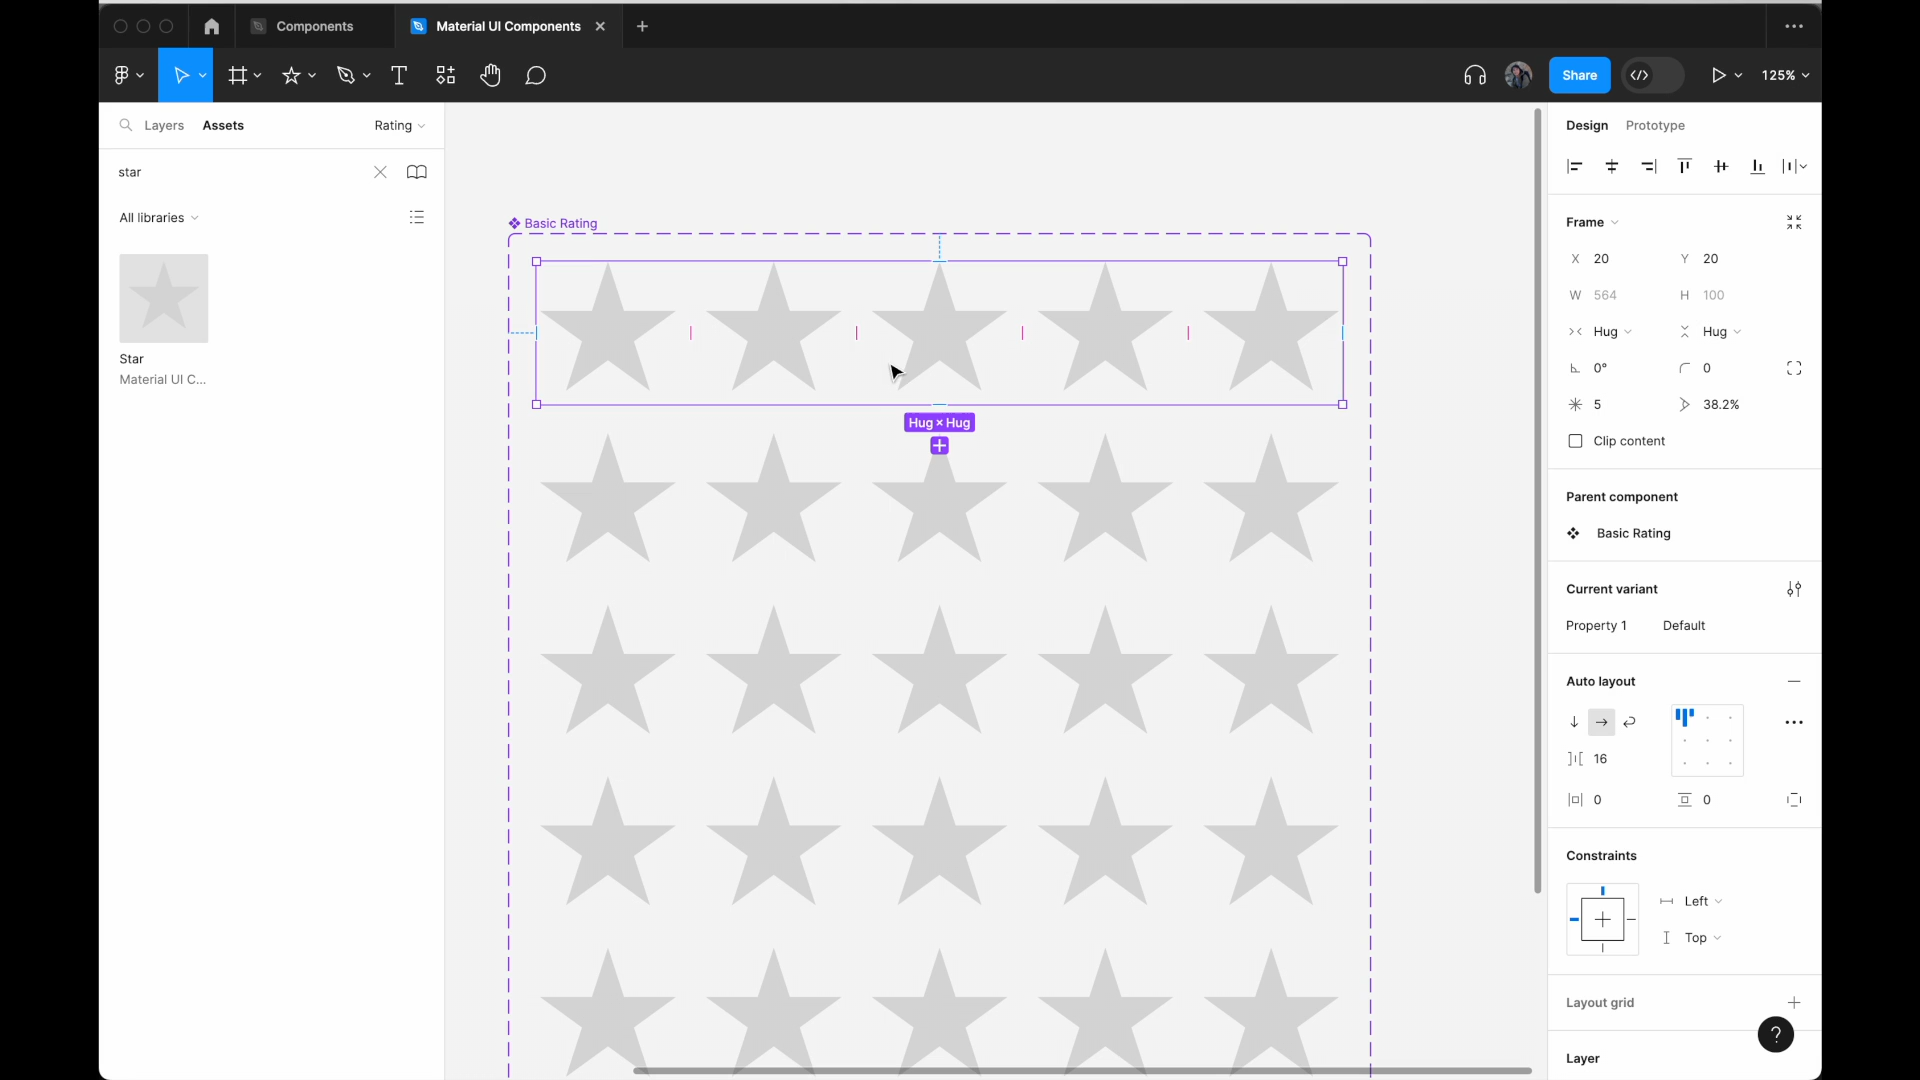 Components
Material UI Components
Share
125%
Layers
Assets
Rating
Design
Prototype
star
All libraries
Star
Material UI C...
Basic Rating
Hug × Hug
Frame
X 20
Y 20
W 564
H 100
Hug
Hug
0°
0
5
38.2%
Clip content
Parent component
Basic Rating
Current variant
Property 1
Default
Auto layout
16
0
0
Constraints
Left
Top
Layout grid
?
Layer